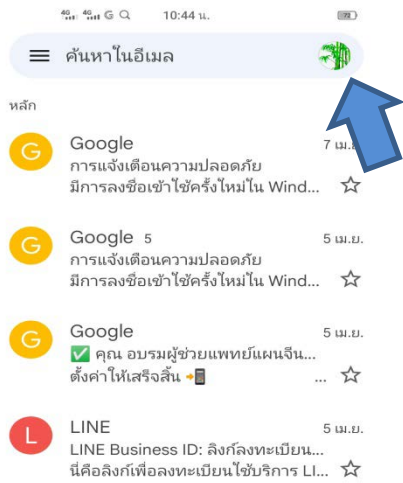 4G 4G G 10:44 น. 72
ค้นหาในอีเมล
หลัก
G Google 7 เม.
การแจ้งเตือนความปลอดภัย
มีการลงชื่อเข้าใช้ครั้งใหม่ใน Wind...
G Google 5 5 เม.ย.
การแจ้งเตือนความปลอดภัย
มีการลงชื่อเข้าใช้ครั้งใหม่ใน Wind...
G Google 5 เม.ย.
✅ คุณ อบรมผู้ช่วยแพทย์แผนจีน...
ตั้งค่าให้เสร็จสิ้น 📲 ...
L LINE 5 เม.ย.
LINE Business ID: ลิงก์ลงทะเบียน...
นี่คือลิงก์เพื่อลงทะเบียนใช้บริการ LI...